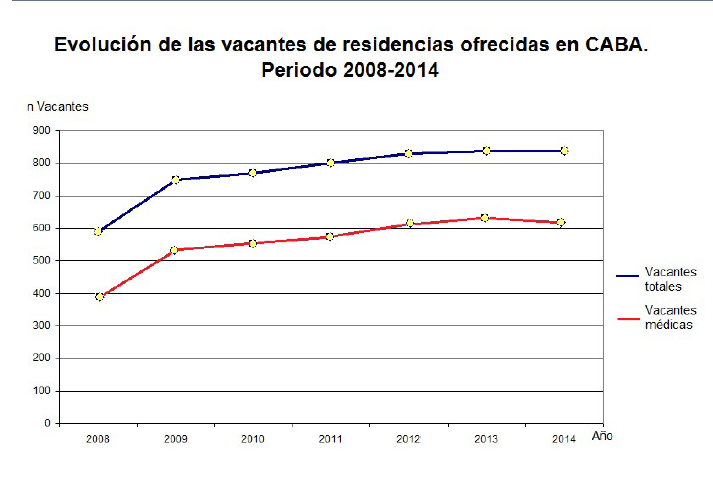 Evolución de las vacantes de residencias ofrecidas en CABA.
Periodo 2008-2014
n Vacantes
900
800
700
600
500
400
300
200
100
0
2008 2009 2010 2011 2012 2013 2014 Año
Vacantes
totales
Vacantes
médicas